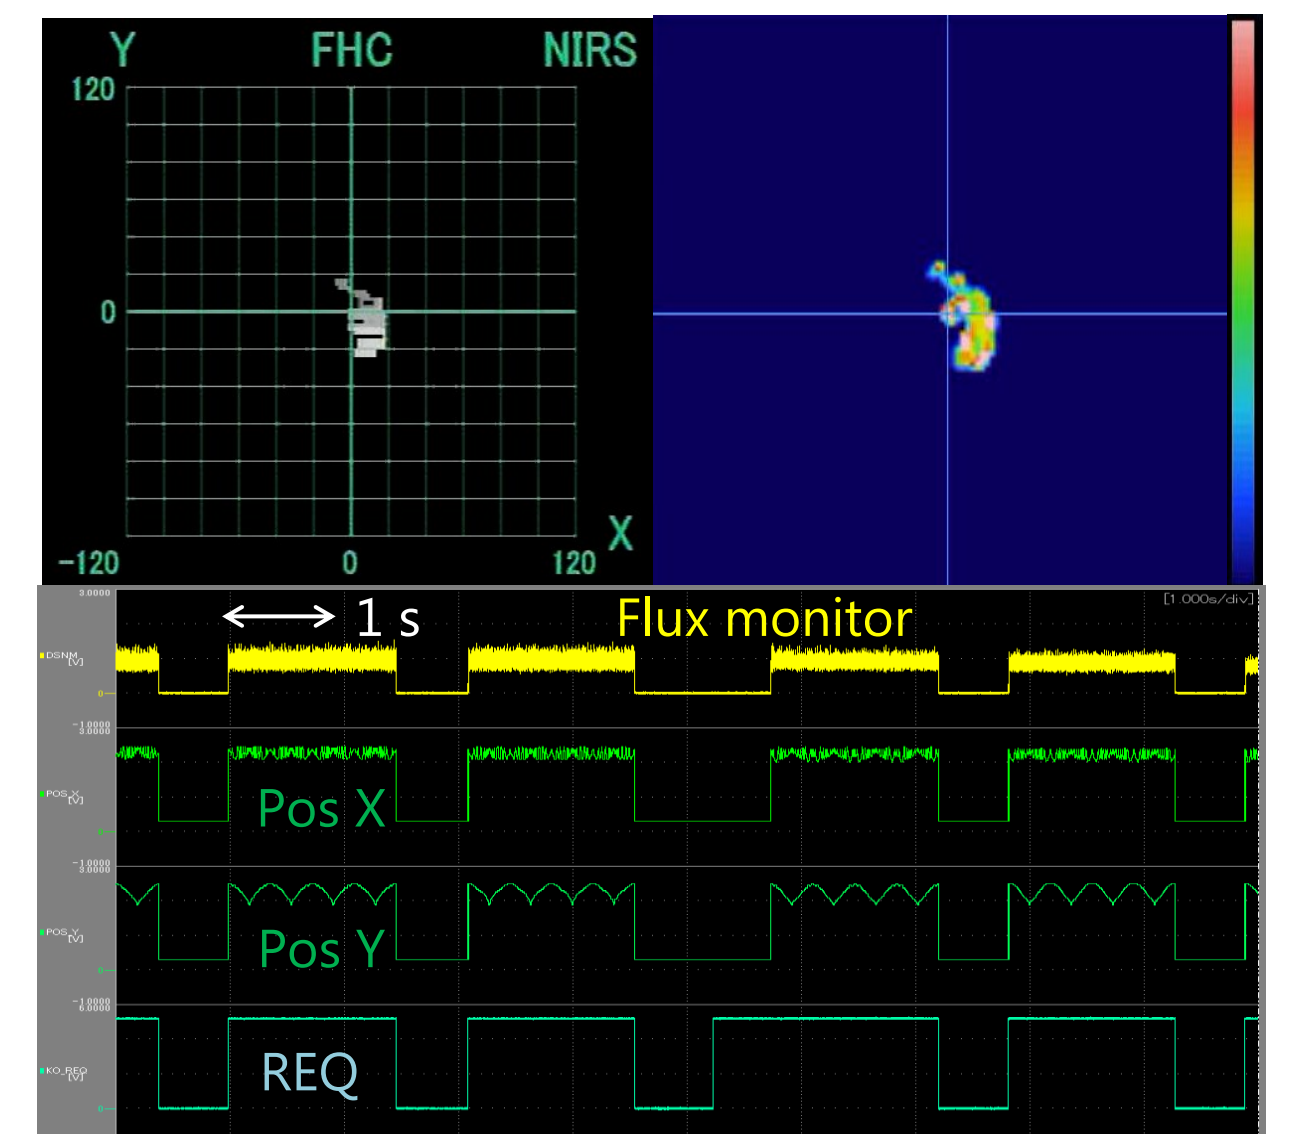 Y FHC NIRS
120
0
X
-120 0 120
3.0000
1 s
Flux monitor
[1.000s/div]
DSNM
[V]
0
-1.0000
3.0000
POS_X
[V]
Pos X
0
-1.0000
3.0000
POS_Y
[V]
Pos Y
0
-1.0000
6.0000
KO_REQ
[V]
REQ
0